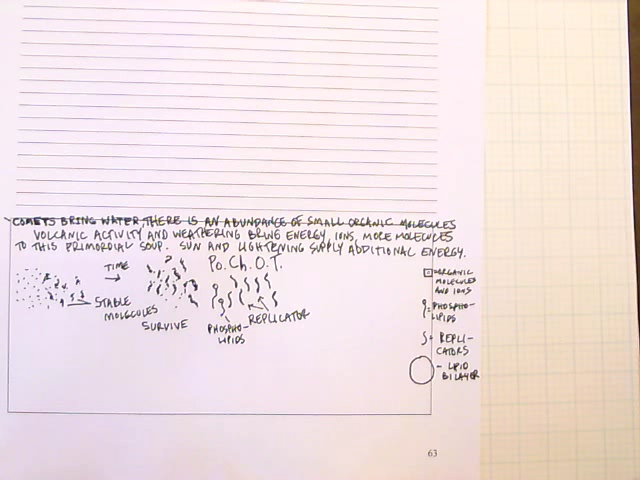 COMETS BRING WATER, THERE IS AN ABUNDANCE OF SMALL ORGANIC MOLECULES
VOLCANIC ACTIVITY AND WEATHERING BRING ENERGY, IONS, MORE MOLECULES
TO THIS PRIMORDIAL SOUP. SUN AND LIGHTENING SUPPLY ADDITIONAL ENERGY.
TIME
Po. Ch. O. T.
STABLE
MOLECULES
SURVIVE
PHOSPHO-
LIPIDS
REPLICATOR
- ORGANIC
MOLECULES
AND IONS
= PHOSPHO-
LIPIDS
- REPLI-
CATORS
- LIPID
BILAYER
63